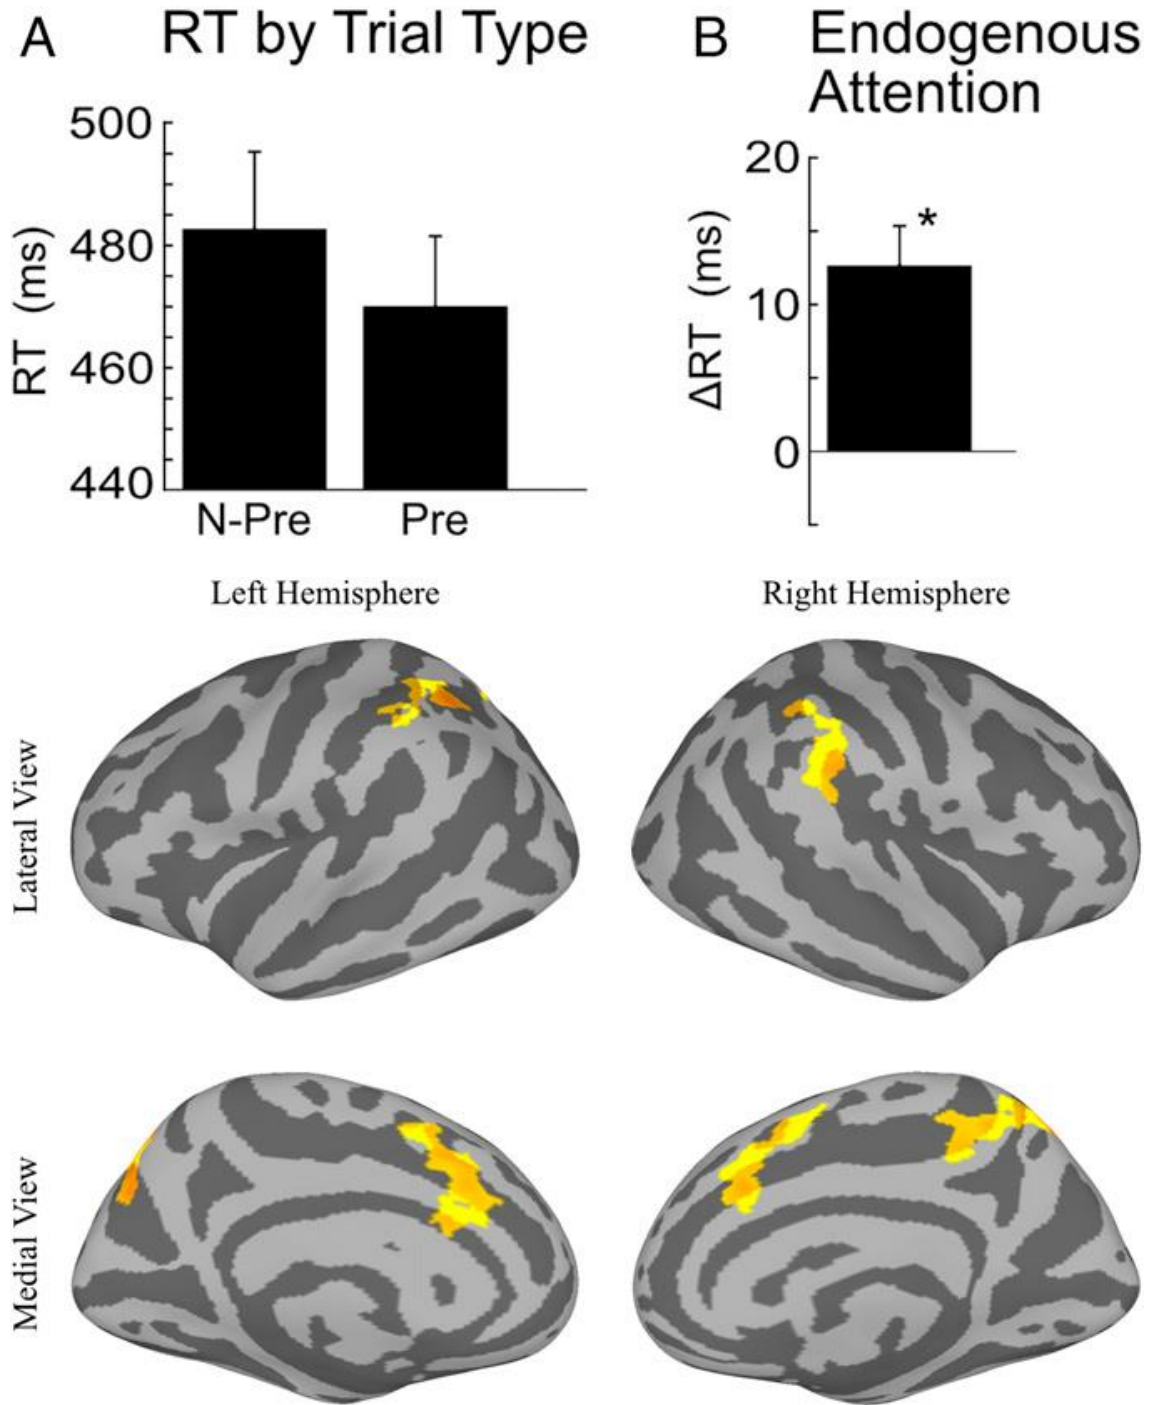 A
RT by Trial Type
500
480
460
440
RT (ms)
N-Pre
Pre
B
Endogenous
Attention
20
10
0
ΔRT (ms)
*
Left Hemisphere
Right Hemisphere
Lateral View
Medial View